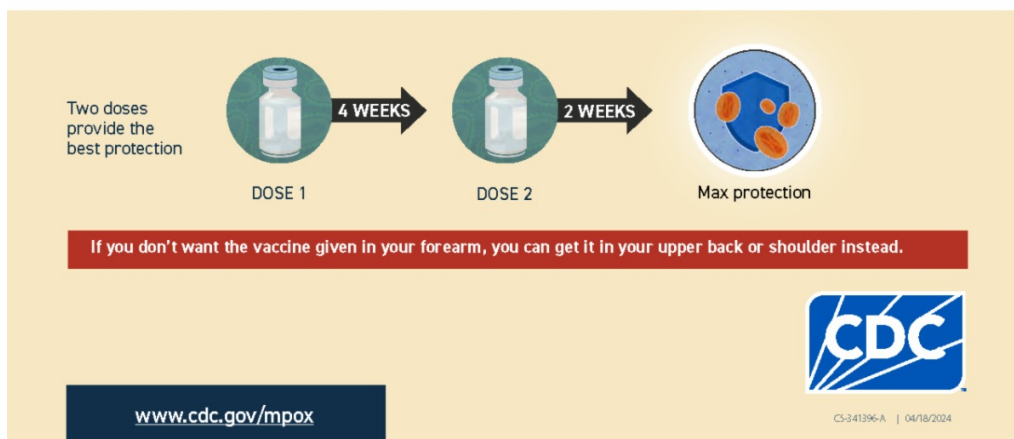 Two doses
provide the
best protection
4 WEEKS
2 WEEKS
DOSE 1
DOSE 2
Max protection
If you don't want the vaccine given in your forearm, you can get it in your upper back or shoulder instead.
CDC
www.cdc.gov/mpox
CS-341396-A | 04/18/2024